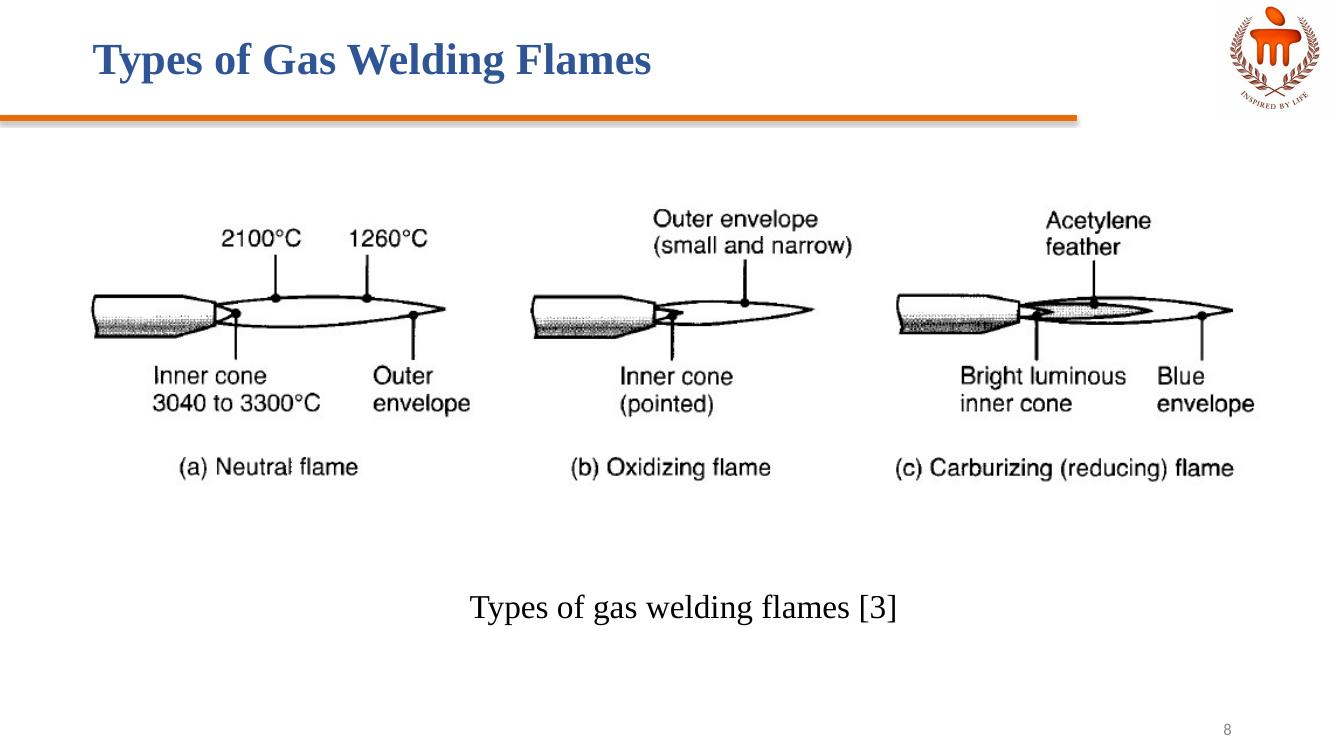 Types of Gas Welding Flames
INSPIRED BY LIFE
2100°C
1260°C
Inner cone
3040 to 3300°C
Outer
envelope
(a) Neutral flame
Outer envelope
(small and narrow)
Inner cone
(pointed)
(b) Oxidizing flame
Acetylene
feather
Bright luminous
inner cone
Blue
envelope
(c) Carburizing (reducing) flame
Types of gas welding flames [3]
8